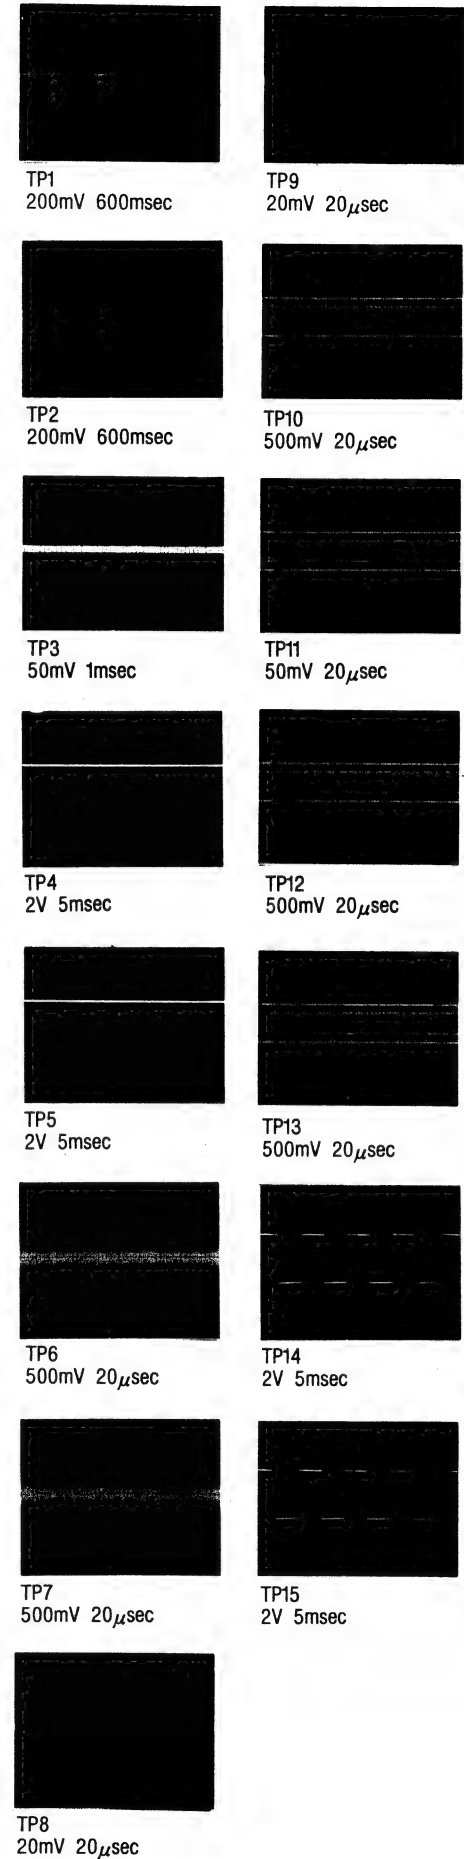 TP1
200mV 600msec
TP2
200mV 600msec
TP3
50mV 1msec
TP4
2V 5msec
TP5
2V 5msec
TP6
500mV 20μsec
TP7
500mV 20μsec
TP8
20mV 20μsec
TP9
20mV 20μsec
TP10
500mV 20μsec
TP11
50mV 20μsec
TP12
500mV 20μsec
TP13
500mV 20μsec
TP14
2V 5msec
TP15
2V 5msec